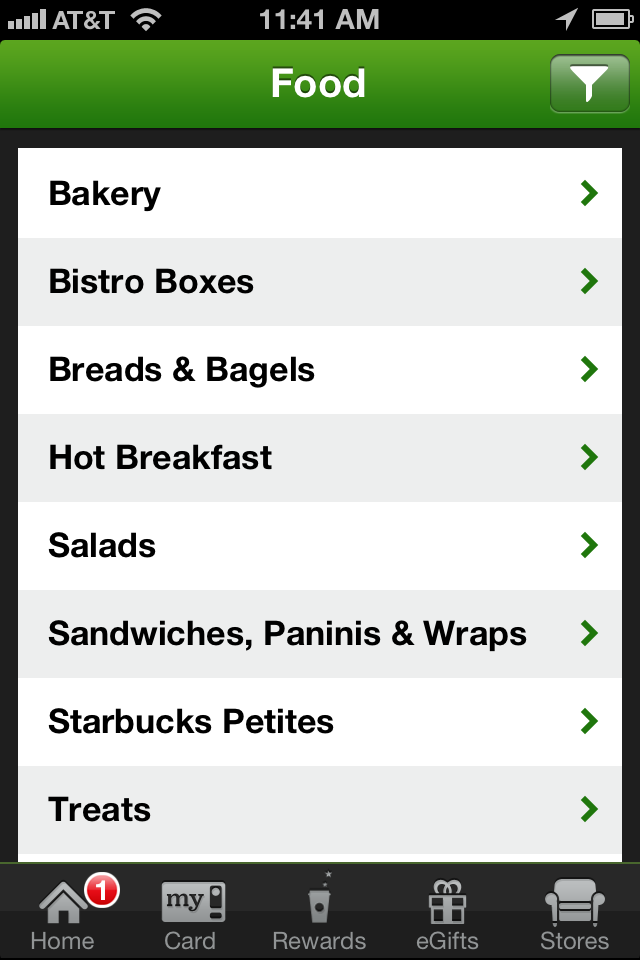 AT&T 11:41 AM
Food
Bakery
Bistro Boxes
Breads & Bagels
Hot Breakfast
Salads
Sandwiches, Paninis & Wraps
Starbucks Petites
Treats
1
my
Home Card Rewards eGifts Stores